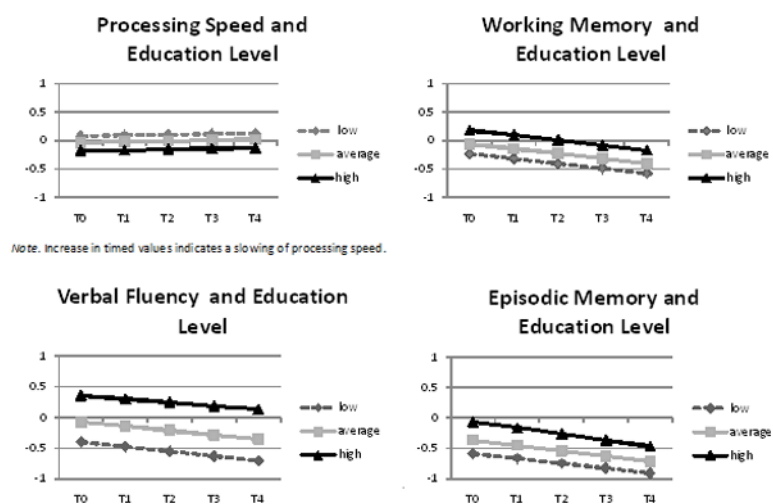 Processing Speed and
Education Level
1
0.5
0
-0.5
-1
T0 T1 T2 T3 T4
low
average
high
Working Memory and
Education Level
1
0.5
0
-0.5
-1
T0 T1 T2 T3 T4
low
average
high
Note. Increase in timed values indicates a slowing of processing speed.
Verbal Fluency and Education
Level
1
0.5
0
-0.5
-1
T0 T1 T2 T3 T4
low
average
high
Episodic Memory and
Education Level
1
0.5
0
-0.5
-1
T0 T1 T2 T3 T4
low
average
high